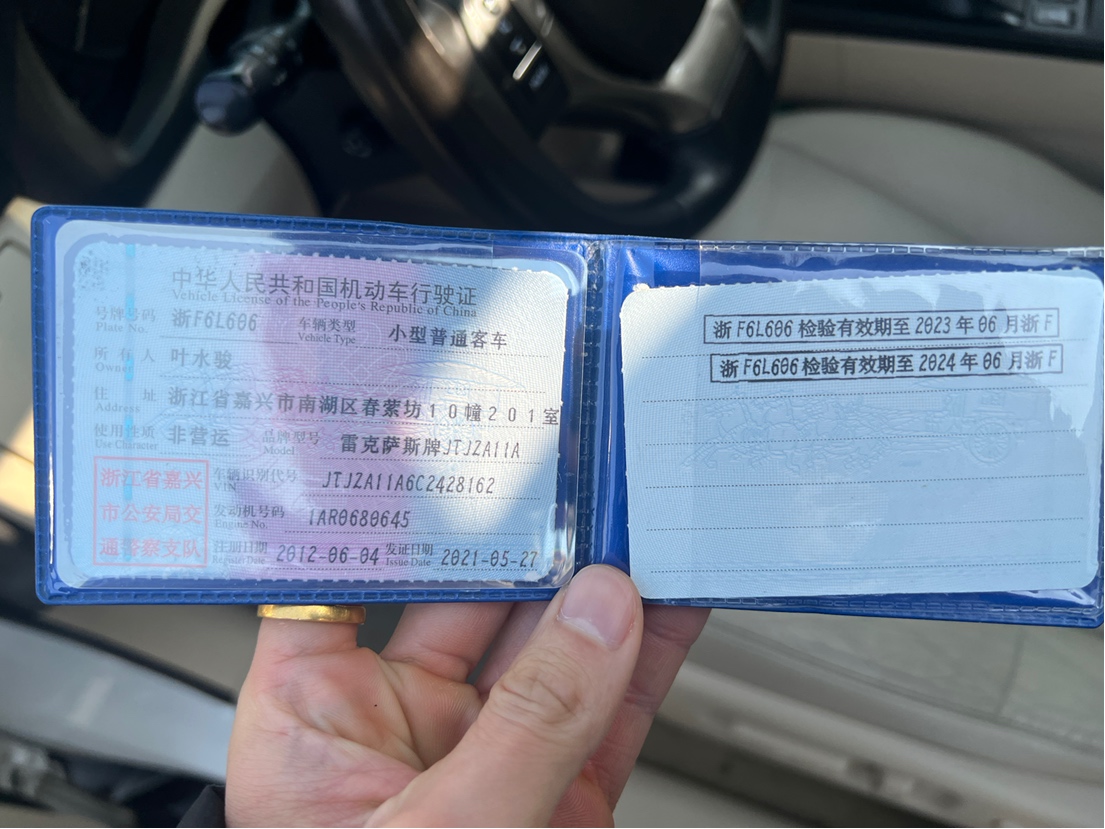 中华人民共和国机动车行驶证
Vehicle License of the People's Republic of China
号牌号码 浙F6L606 车辆类型 小型普通客车
Plate No. Vehicle Type
所有人 叶水骏
Owner
住址 浙江省嘉兴市南湖区春萦坊10幢201室
Address
使用性质 非营运 品牌型号 雷克萨斯牌JTJZA11A
Use Character Model
浙江省嘉兴
市公安局交
通警察支队
车辆识别代号 JTJZA11A6C2428162
VIN
发动机号码 1AR0680645
Engine No.
注册日期 2012-06-04 发证日期 2021-05-27
Register Date Issue Date
浙F6L606检验有效期至2023年06月浙F
浙F6L606检验有效期至2024年06月浙F